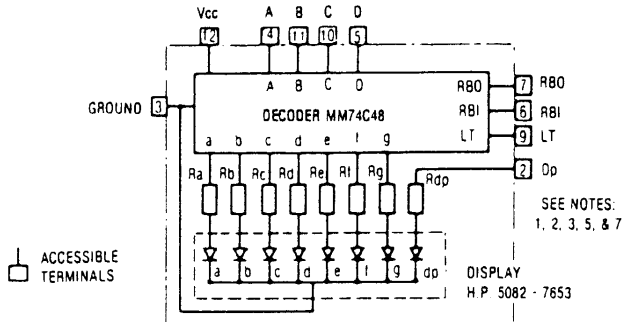 Vcc A B C D
12 4 11 10 5
A B C D
RBO 7 RBO
GROUND 3 DECODER MM74C48 RBI 6 RBI
LT 9 LT
a b c d e f g
2 Dp
Ra Rb Rc Rd Re Rf Rg Rdp
SEE NOTES:
1, 2, 3, 5, & 7
ACCESSIBLE
TERMINALS
a b c d e f g dp
DISPLAY
H.P. 5082 - 7653